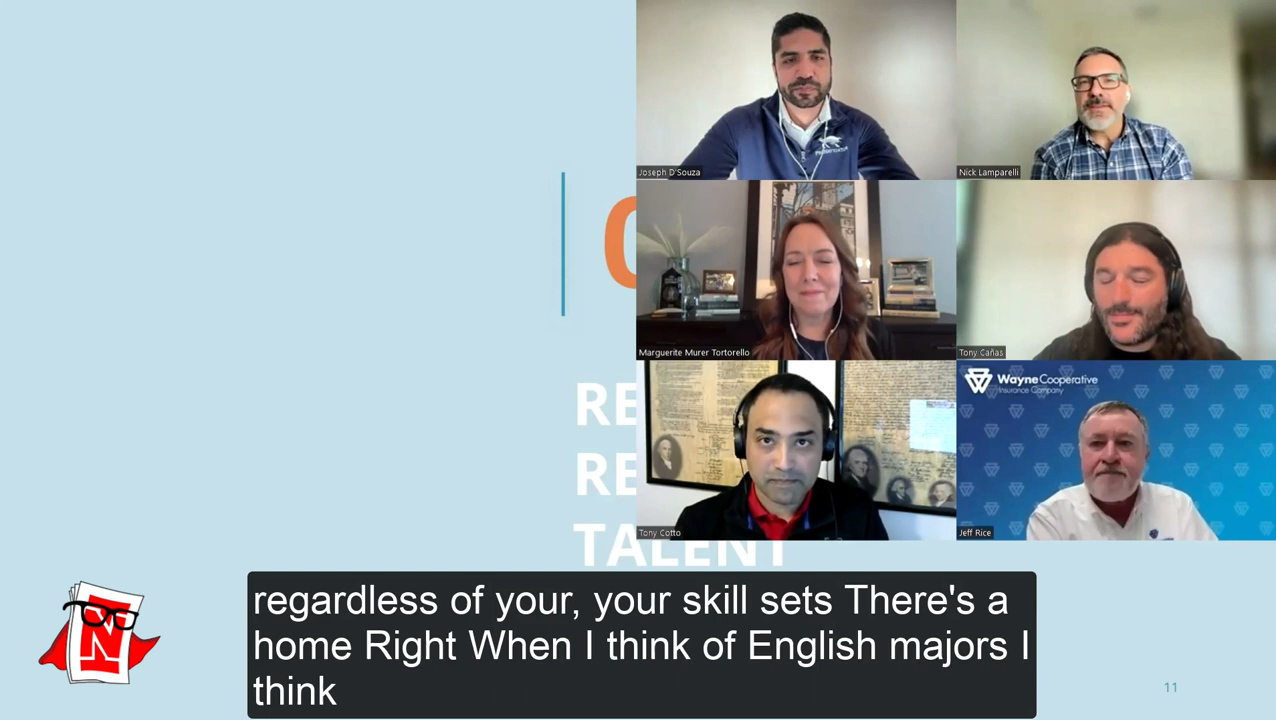 Joseph D'Souza
Nick Lamparelli
Marguerite Murer Tortorello
Tony Cañas
Wayne Cooperative
Insurance Company
Tony Cotto
Jeff Rice
RE
RE
TALENT
N
regardless of your, your skill sets There's a
home Right When I think of English majors I
think
11